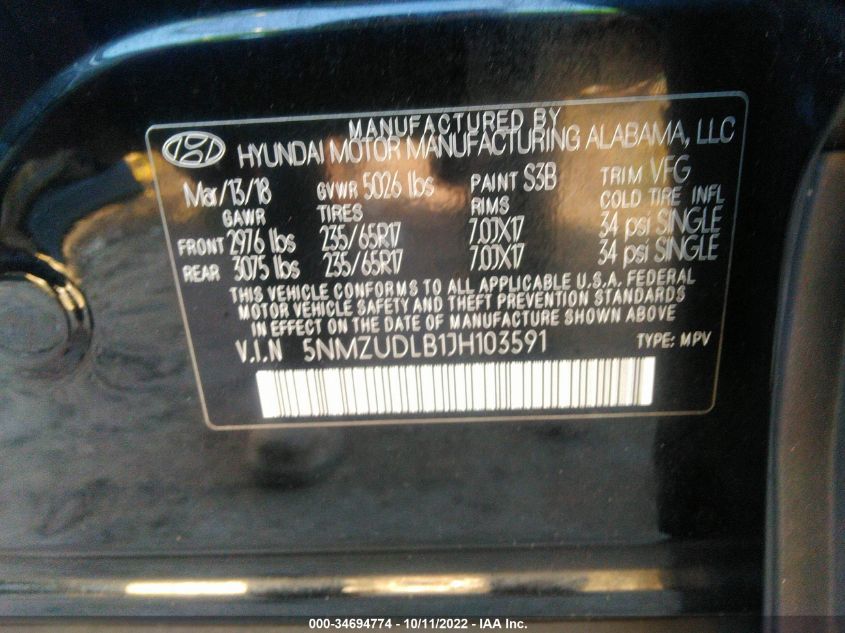 MANUFACTURED BY
HYUNDAI MOTOR MANUFACTURING ALABAMA, LLC
Mar/13/18 GVWR 5026 lbs PAINT S3B TRIM VFG
GAWR TIRES RIMS COLD TIRE INFL
FRONT 2976 lbs 235/65R17 7.0JX17 34 psi SINGLE
REAR 3075 lbs 235/65R17 7.0JX17 34 psi SINGLE
THIS VEHICLE CONFORMS TO ALL APPLICABLE U.S.A. FEDERAL
MOTOR VEHICLE SAFETY AND THEFT PREVENTION STANDARDS
IN EFFECT ON THE DATE OF MANUFACTURE SHOWN ABOVE
V.I.N 5NMZUDLB1JH103591 TYPE: MPV
000-34694774 - 10/11/2022 - IAA Inc.